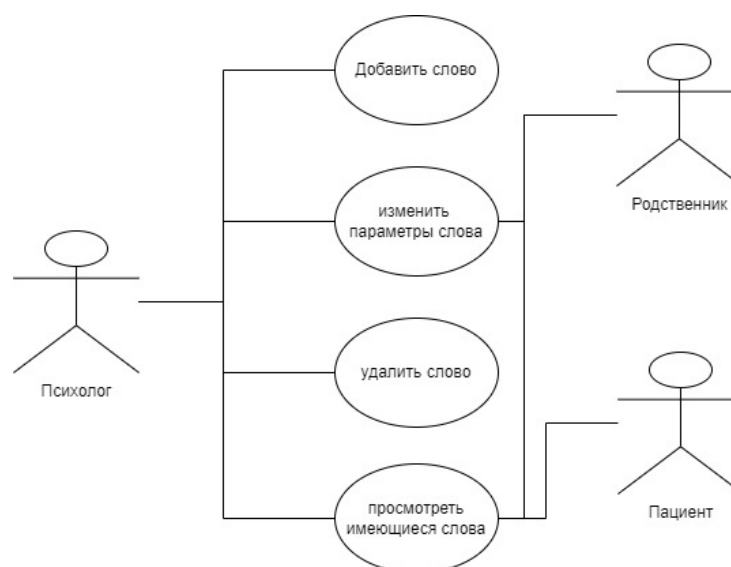 Добавить слово
Родственник
изменить
параметры слова
Психолог
удалить слово
просмотреть
имеющиеся слова
Пациент